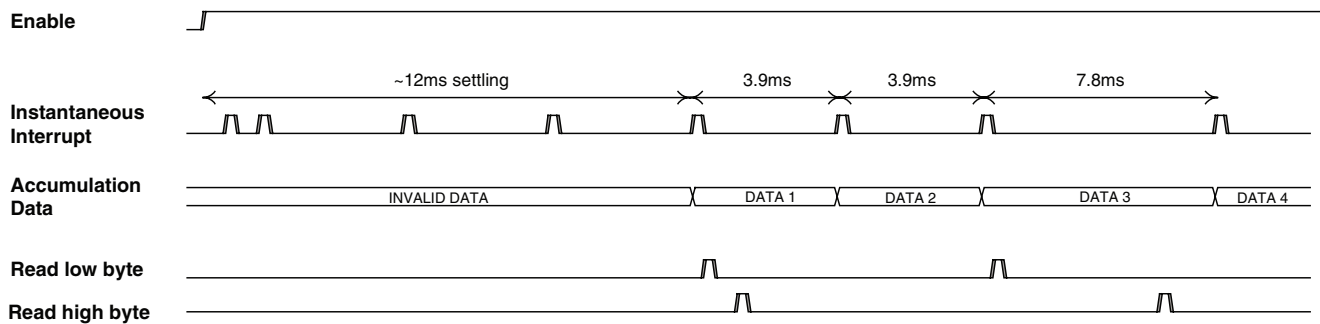 Enable
~12ms settling 3.9ms 3.9ms 7.8ms
Instantaneous
Interrupt
Accumulation
Data
INVALID DATA DATA 1 DATA 2 DATA 3 DATA 4
Read low byte
Read high byte